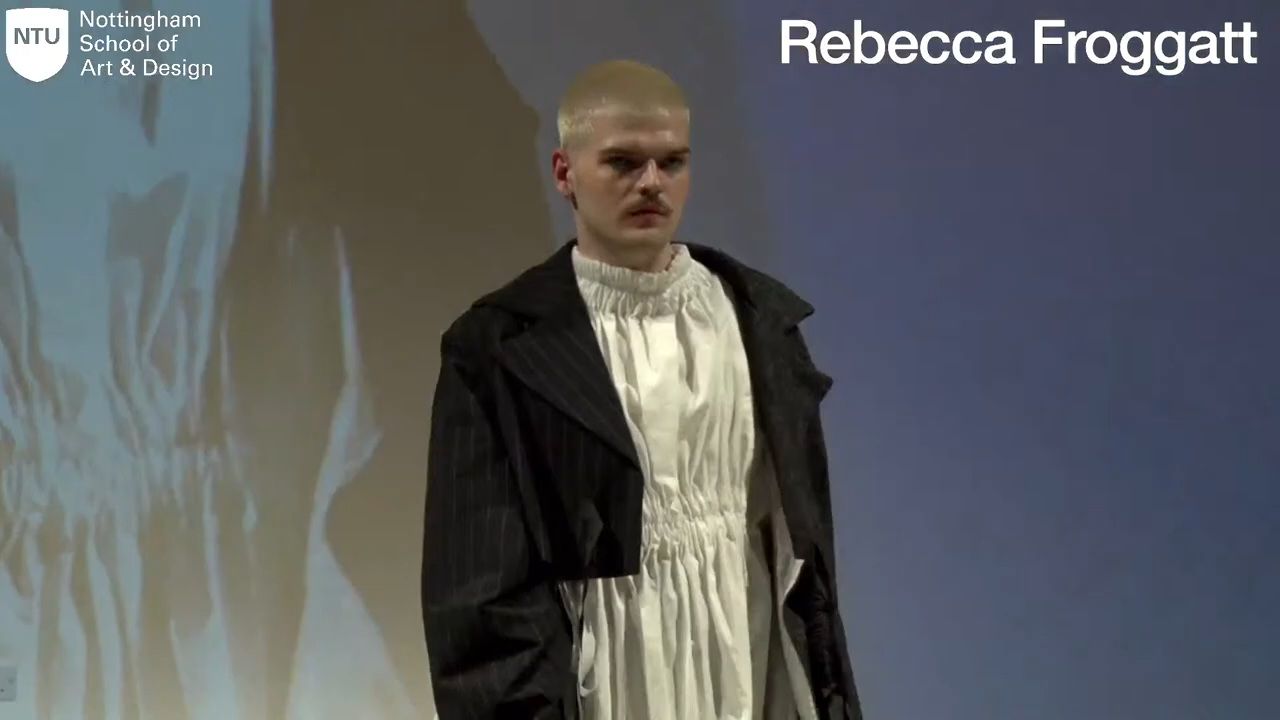 NTU
Nottingham
School of
Art & Design
Rebecca Froggatt